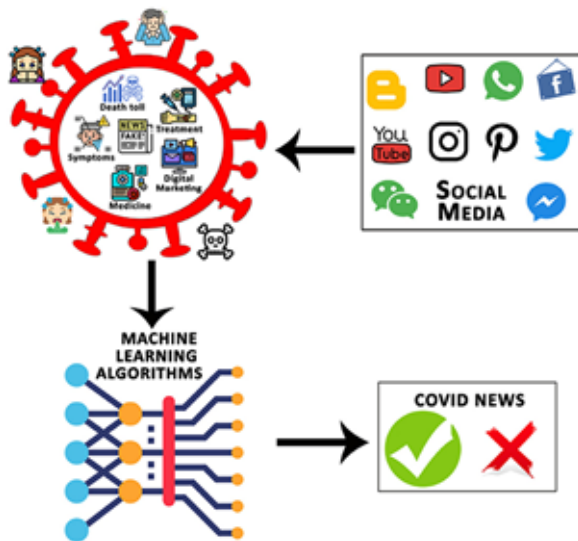 Death toll
NEWS
FAKE!
Treatment
Symptoms
Digital
Marketing
Medicine
You
Tube
SOCIAL
MEDIA
MACHINE
LEARNING
ALGORITHMS
COVID NEWS